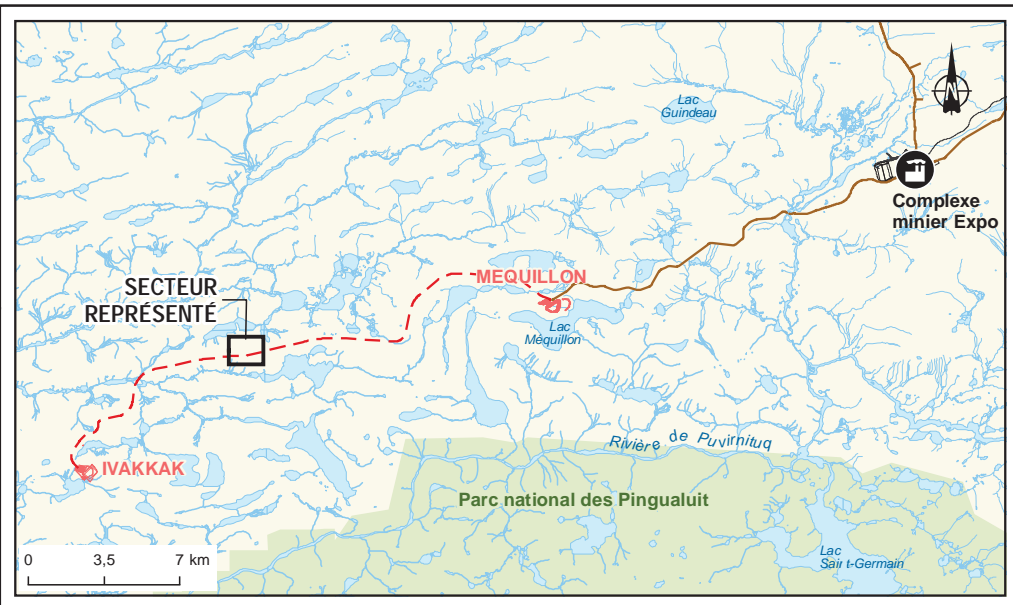 Lac
Guindeau
N
Complexe
minier Expo
MEQUILLON
SECTEUR
REPRÉSENTÉ
Lac
Méquillon
Rivière de Puvirnituq
IVAKKAK
Parc national des Pingualuit
Lac
Sair t-Germain
0 3,5 7 km